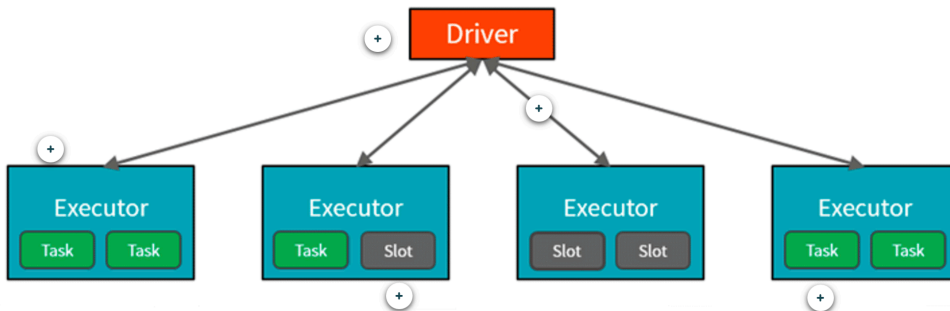 Driver
+
+
+
Executor
Executor
Executor
Executor
Task
Task
Task
Slot
Slot
Slot
Task
Task
+
+